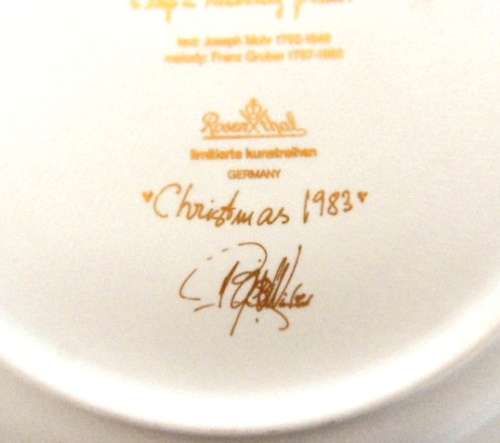 text: Joseph Mohr 1792-1848
melody: Franz Gruber 1787-1863
Rosenthal
limitierte kunstreihen
GERMANY
Christmas 1983